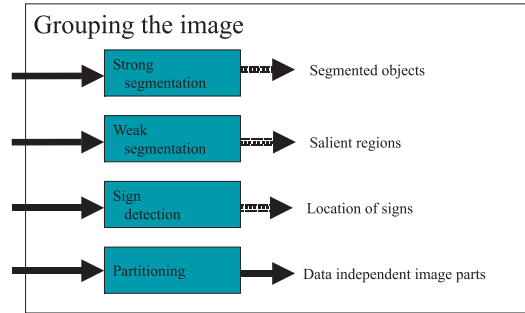 Grouping the image
Strong
segmentation
Segmented objects
Weak
segmentation
Salient regions
Sign
detection
Location of signs
Partitioning
Data independent image parts